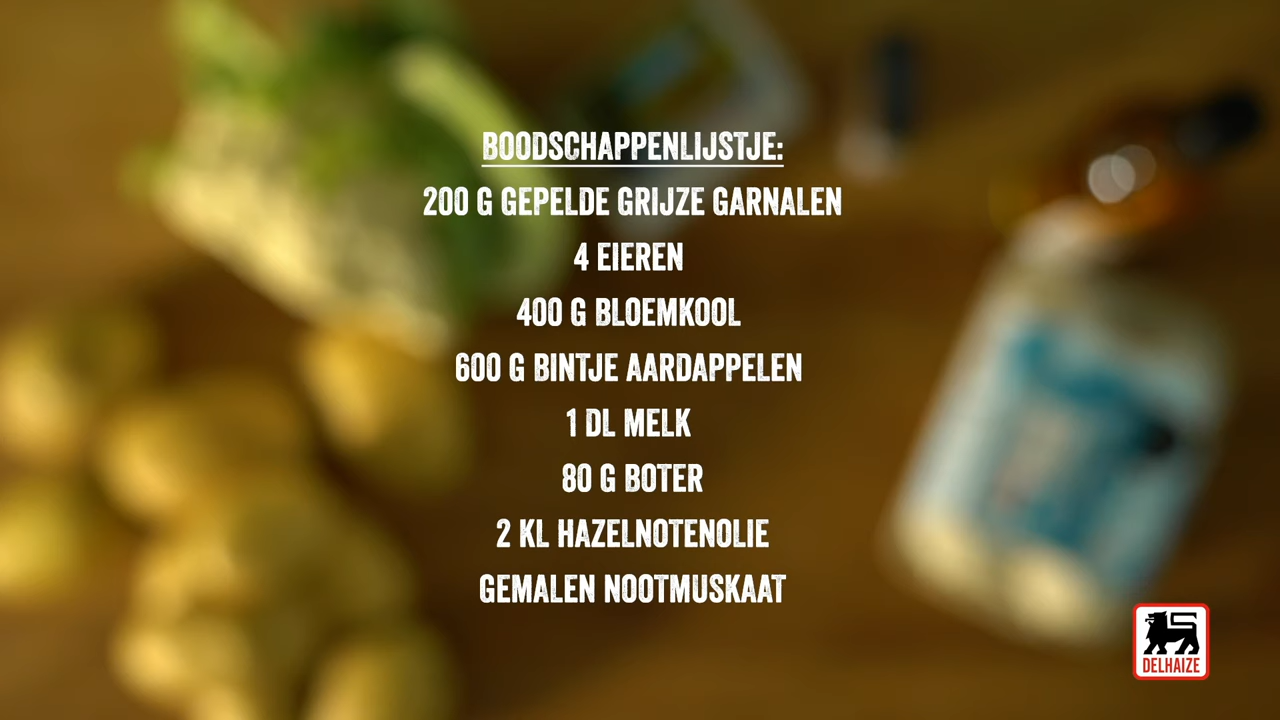 BOODSCHAPPENLIJSTJE:
200 G GEPELDE GRIJZE GARNALEN
4 EIEREN
400 G BLOEMKOOL
600 G BINTJE AARDAPPELEN
1 DL MELK
80 G BOTER
2 KL HAZELNOTENOLIE
GEMALEN NOOTMUSKAAT
DELHAIZE